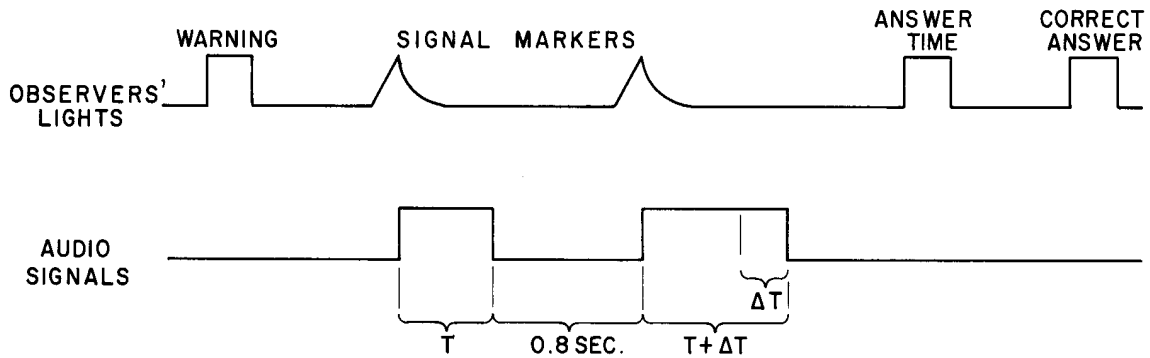 WARNING
SIGNAL MARKERS
ANSWER
TIME
CORRECT
ANSWER
OBSERVERS'
LIGHTS
AUDIO
SIGNALS
ΔT
T
0.8 SEC.
T + ΔT